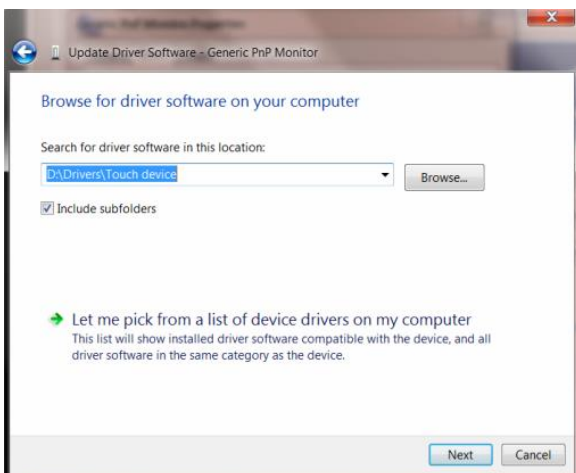 Update Driver Software - Generic PnP Monitor
Browse for driver software on your computer
Search for driver software in this location:
D:\Drivers\Touch device
Browse...
Include subfolders
Let me pick from a list of device drivers on my computer
This list will show installed driver software compatible with the device, and all
driver software in the same category as the device.
Next
Cancel